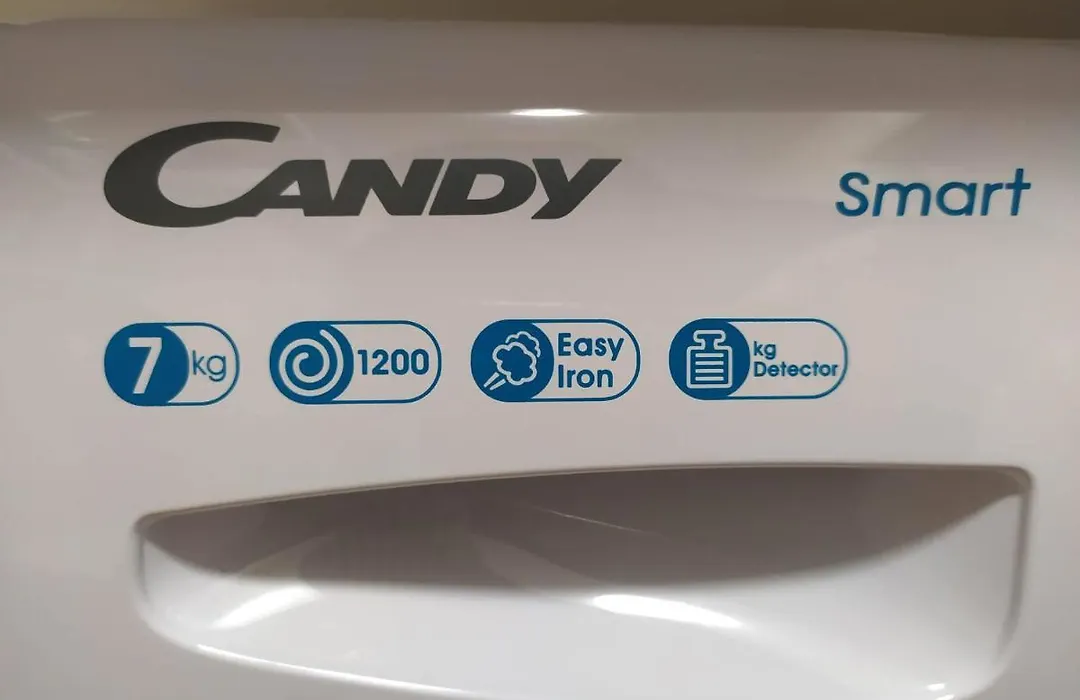 CANDY
Smart
7 kg
1200
Easy
Iron
kg
Detector